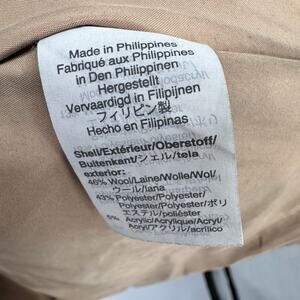 Made in Philippines
Fabriqué aux Philippines
in Den Philippinen
Hergestellt
Vervaardigd in Filipijnen
フィリピン製
Hecho en Filipinas
Shell/Extérieur/Oberstoff/
Buitenkant/シェル/tela
exterior:
46% Wool/Laine/Wolle/Wol/
ウール/lana
43% Polyester/Polyester/
Polyester/Polyester/ポリ
エステル/poliéster
Acrylic/Acrylique/Acryl/
Acryl/アクリル/acrílico